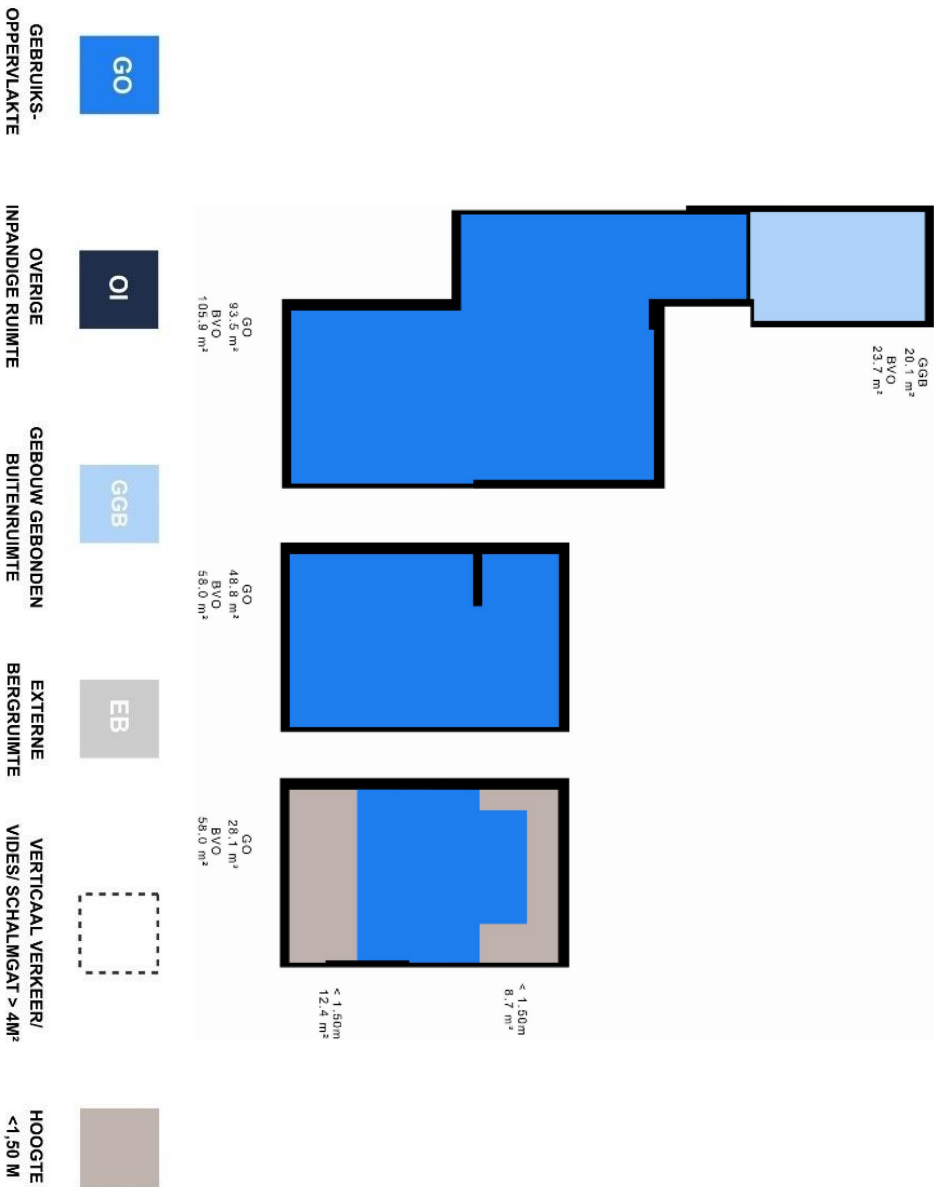 GGB
20.1 m²
BVO
23.7 m²
GO
93.5 m²
BVO
105.9 m²
GO
48.8 m²
BVO
58.0 m²
GO
28.1 m²
BVO
58.0 m²
< 1.50m
8.7 m²
< 1.50m
12.4 m²
GO
GEBRUIKS-
OPPERVLAKTE
OI
OVERIGE
INPANDIGE RUIMTE
GGB
GEBOUW GEBONDEN
BUITENRUIMTE
EB
EXTERNE
BERGRUIMTE
VERTICAAL VERKEER/
VIDES/ SCHALMGAT > 4M²
HOOGTE
<1,50 M